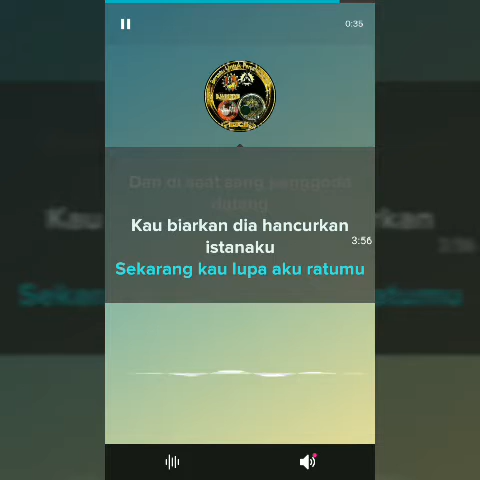 0:35
Dan di saat sang penggoda
datang
Kau biarkan dia hancurkan
istanaku
3:56
Sekarang kau lupa aku ratumu